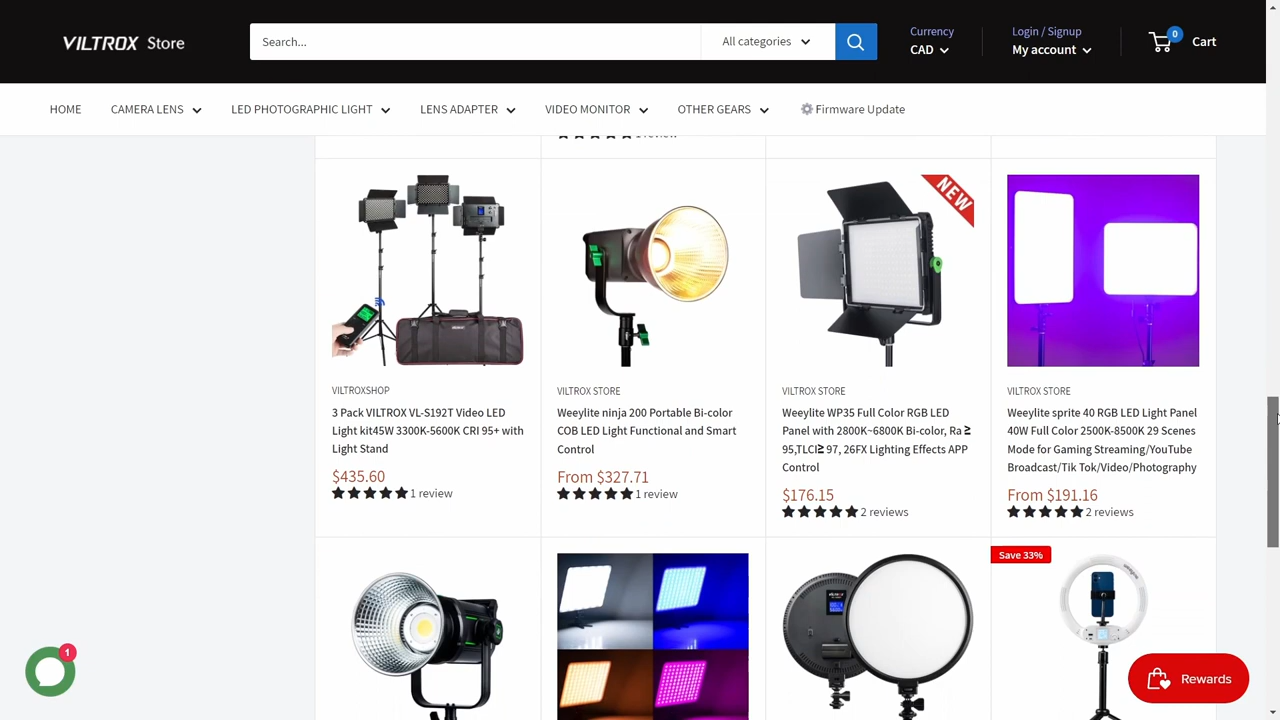 VILTROX Store
Search...
All categories
Currency
CAD
Login / Signup
My account
0
Cart
HOME
CAMERA LENS
LED PHOTOGRAPHIC LIGHT
LENS ADAPTER
VIDEO MONITOR
OTHER GEARS
Firmware Update
NEW
VILTROXSHOP
3 Pack VILTROX VL-S192T Video LED
Light kit45W 3300K-5600K CRI 95+ with
Light Stand
$435.60
1 review
VILTROX STORE
Weeylite ninja 200 Portable Bi-color
COB LED Light Functional and Smart
Control
From $327.71
1 review
VILTROX STORE
Weeylite WP35 Full Color RGB LED
Panel with 2800K~6800K Bi-color, Ra≧
95,TLCI≧97, 26FX Lighting Effects APP
Control
$176.15
2 reviews
VILTROX STORE
Weeylite sprite 40 RGB LED Light Panel
40W Full Color 2500K-8500K 29 Scenes
Mode for Gaming Streaming/YouTube
Broadcast/Tik Tok/Video/Photography
From $191.16
2 reviews
Save 33%
1
Rewards